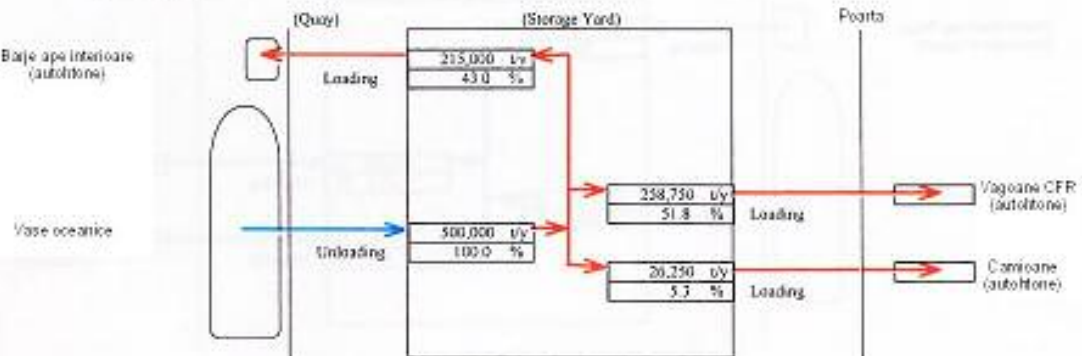 (Quay)
(Storage Yard)
Poarta
Barje ape interioare
(autohtone)
Loading
215,000 t/y
43.0 %
Vase oceanice
Unloading
500,000 t/y
100.0 %
258,750 t/y
51.8 %
Loading
Vagoane CFR
(autohtone)
26,250 t/y
5.3 %
Loading
Camioane
(autohtone)